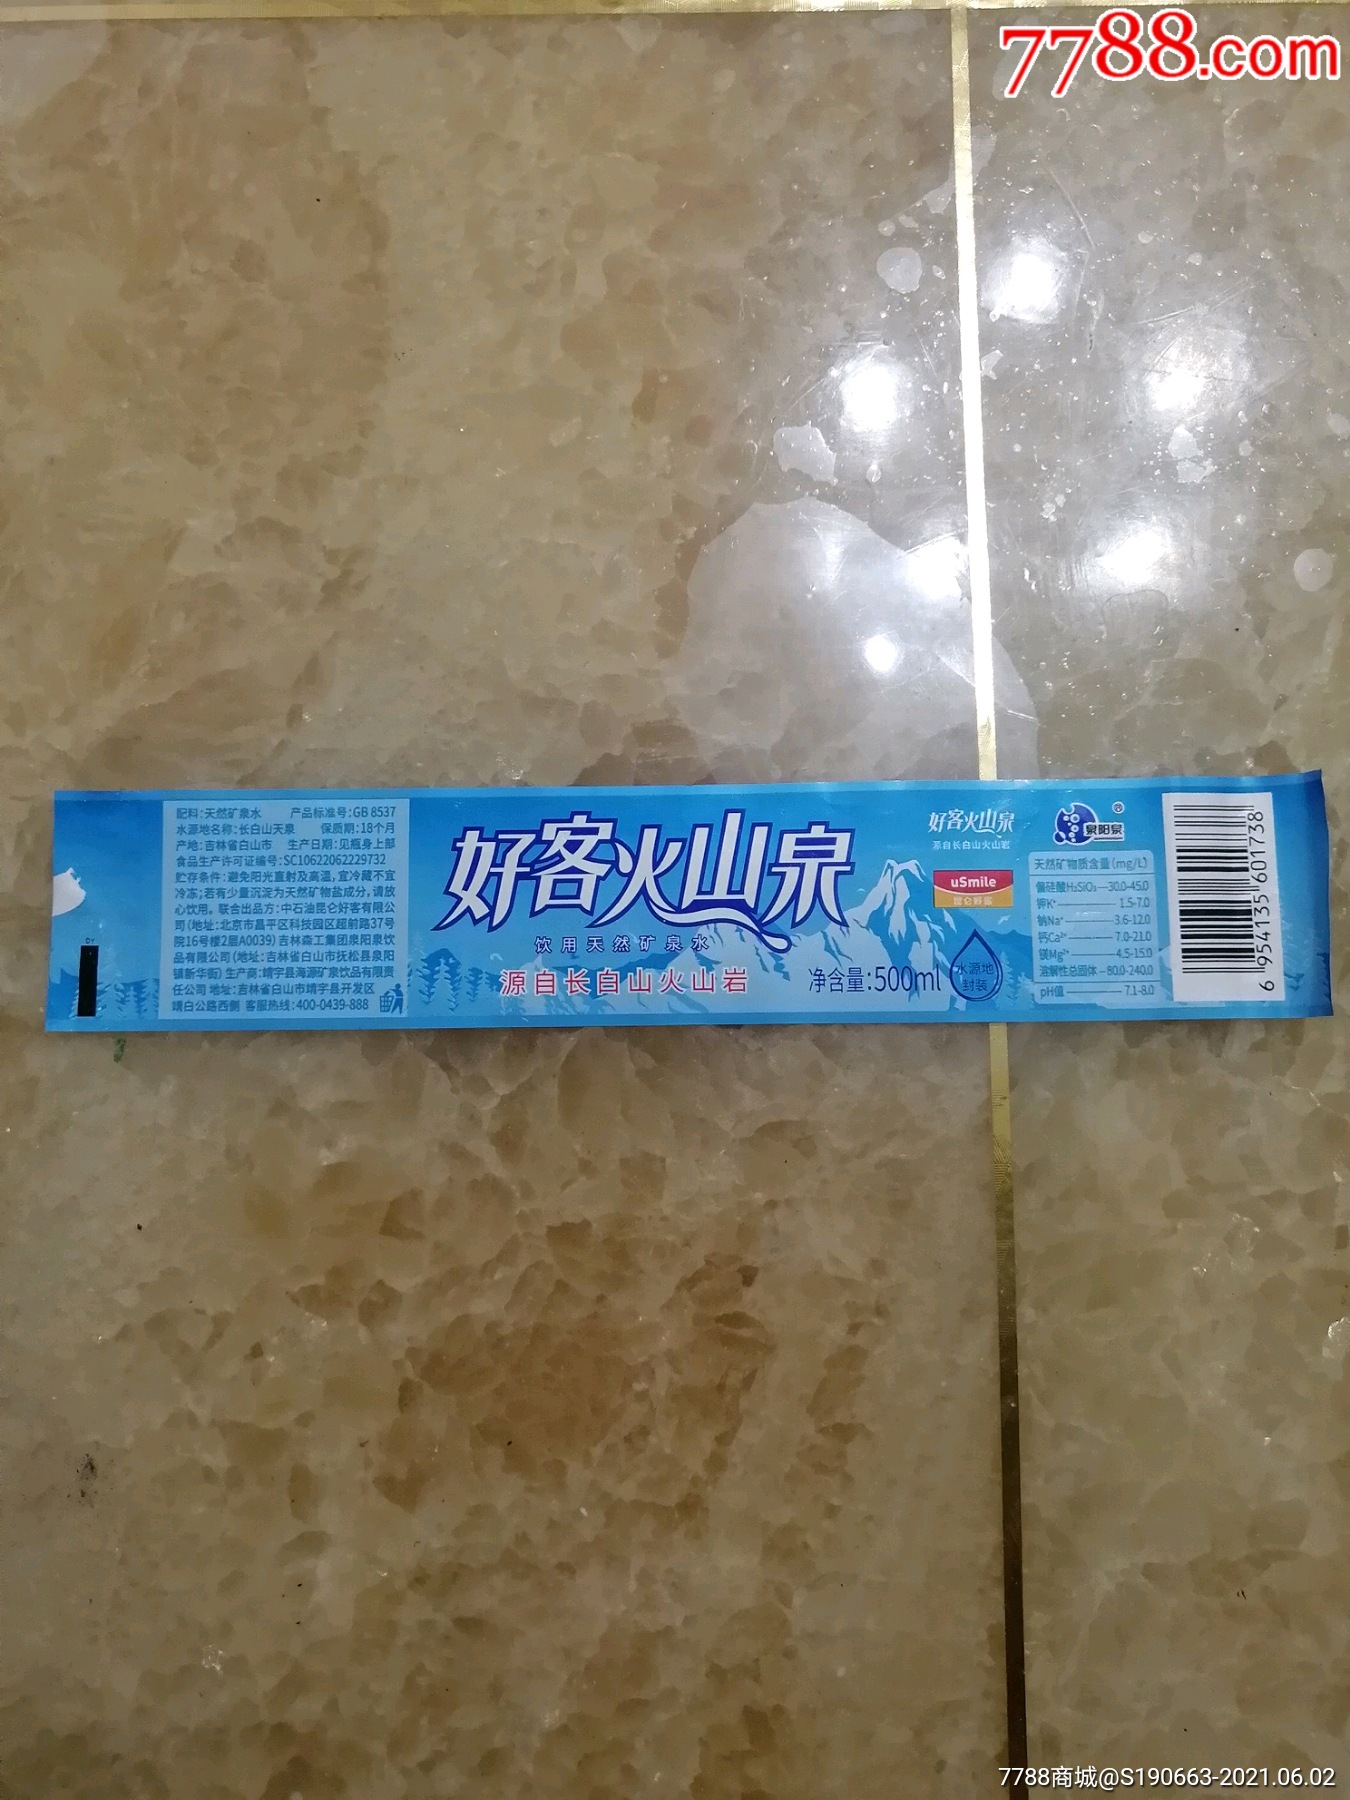 7788.com
配料:天然矿泉水 产品标准号:GB 8537
水源地名称:长白山天泉 保质期:18个月
产地:吉林省白山市 生产日期:见瓶身上部
食品生产许可证编号:SC10622062229732
贮存条件:避免阳光直射及高温,宜冷藏不宜
冷冻;若有少量沉淀为天然矿物盐成分,请放
心饮用。联合出品方:中石油昆仑好客有限公
司(地址:北京市昌平区科技园区超前路37号
院16号楼2层A0039)吉林森工集团泉阳泉饮
品有限公司(地址:吉林省白山市抚松县泉阳
镇新华街)生产商:靖宇县海源矿泉饮品有限责
任公司 地址:吉林省白山市靖宇县开发区
靖白公路西侧 客服热线:400-0439-888
DY
好客火山泉
饮用天然矿泉水
源自长白山火山岩
净含量:500ml
水源地
封装
好客火山泉
源自长白山火山岩
uSmile
昆仑好客
泉阳泉
®
天然矿物质含量(mg/L)
偏硅酸H₂SiO₃—30.0-45.0
钾K⁺—1.5-7.0
钠Na⁺—3.6-12.0
钙Ca²⁺—7.0-21.0
镁Mg²⁺—4.5-15.0
溶解性总固体—80.0-240.0
pH值—7.1-8.0
6 954135 601738
7788商城@S190663-2021.06.02